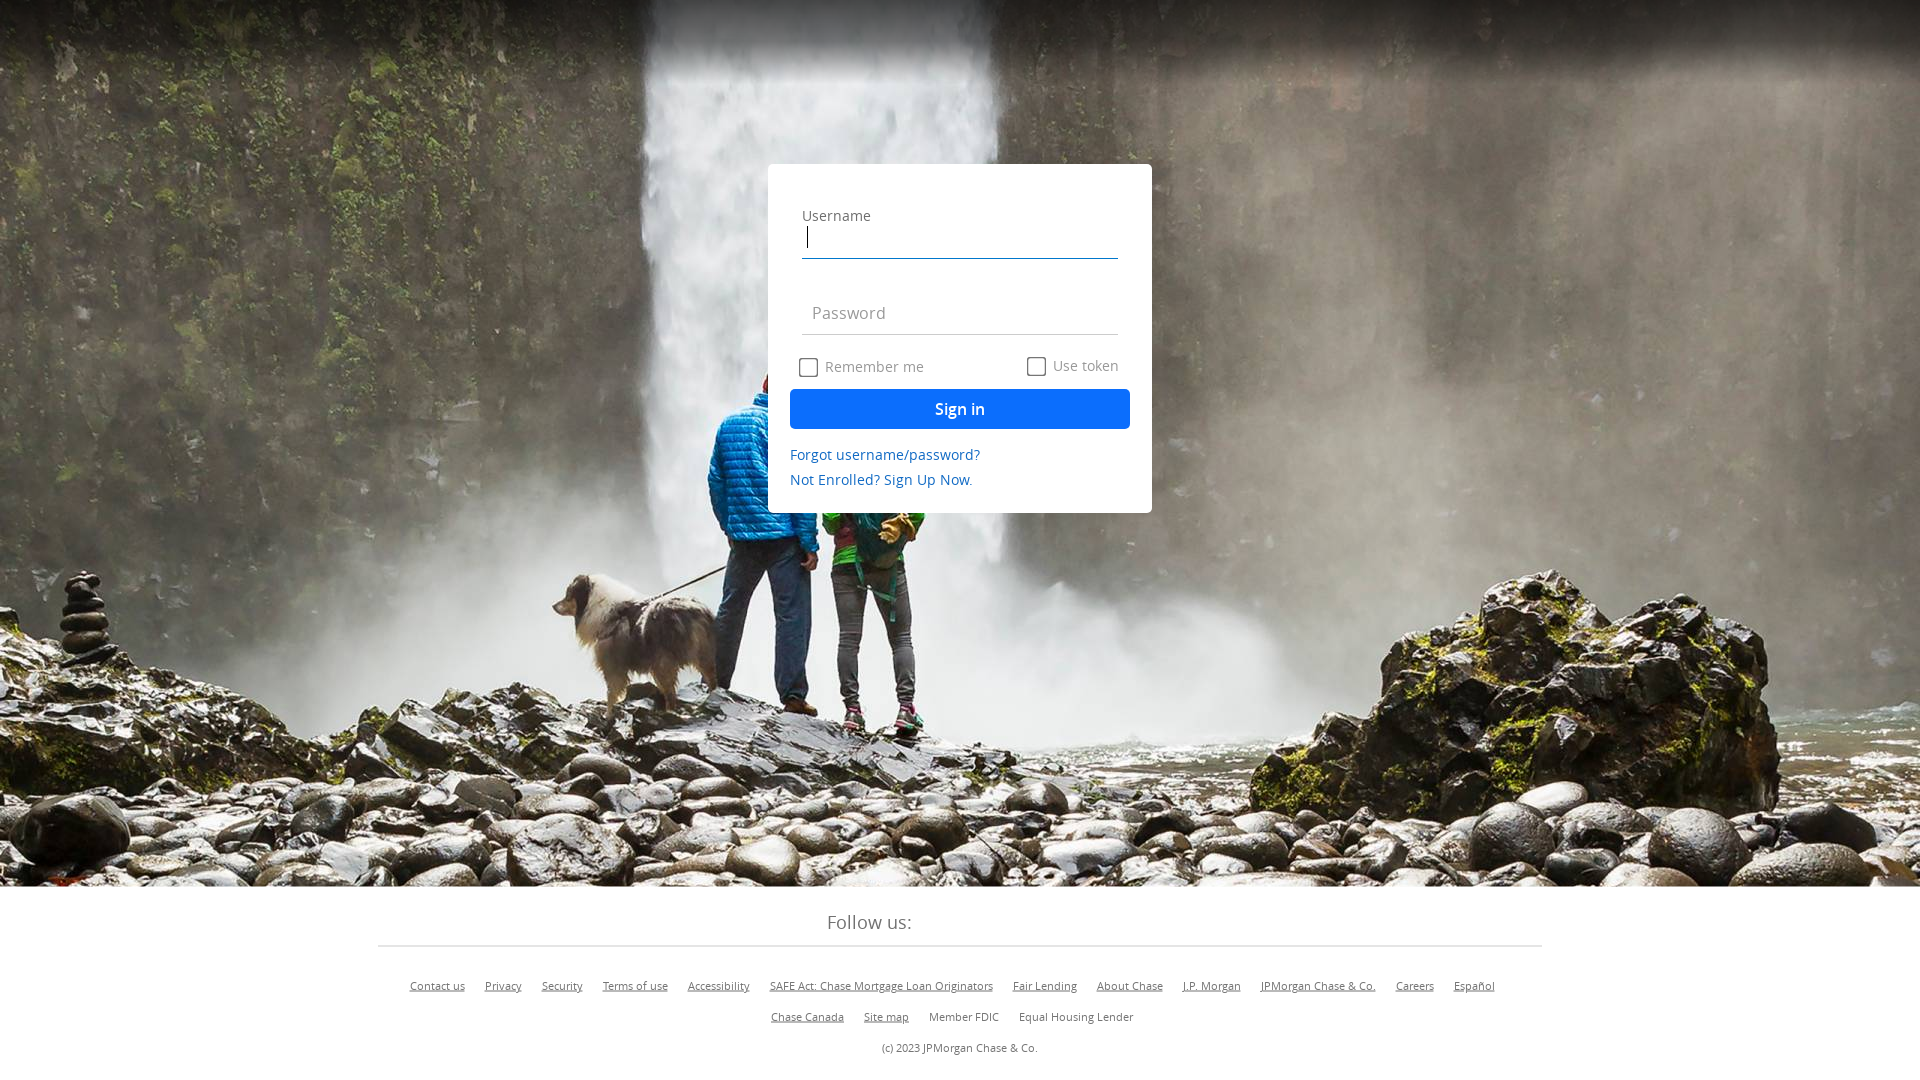 Username
Password
Remember me Use token
Sign in
Forgot username/password?
Not Enrolled? Sign Up Now.
Follow us:
Contact us Privacy Security Terms of use Accessibility SAFE Act: Chase Mortgage Loan Originators Fair Lending About Chase J.P. Morgan JPMorgan Chase & Co. Careers Español
Chase Canada Site map Member FDIC Equal Housing Lender
(c) 2023 JPMorgan Chase & Co.